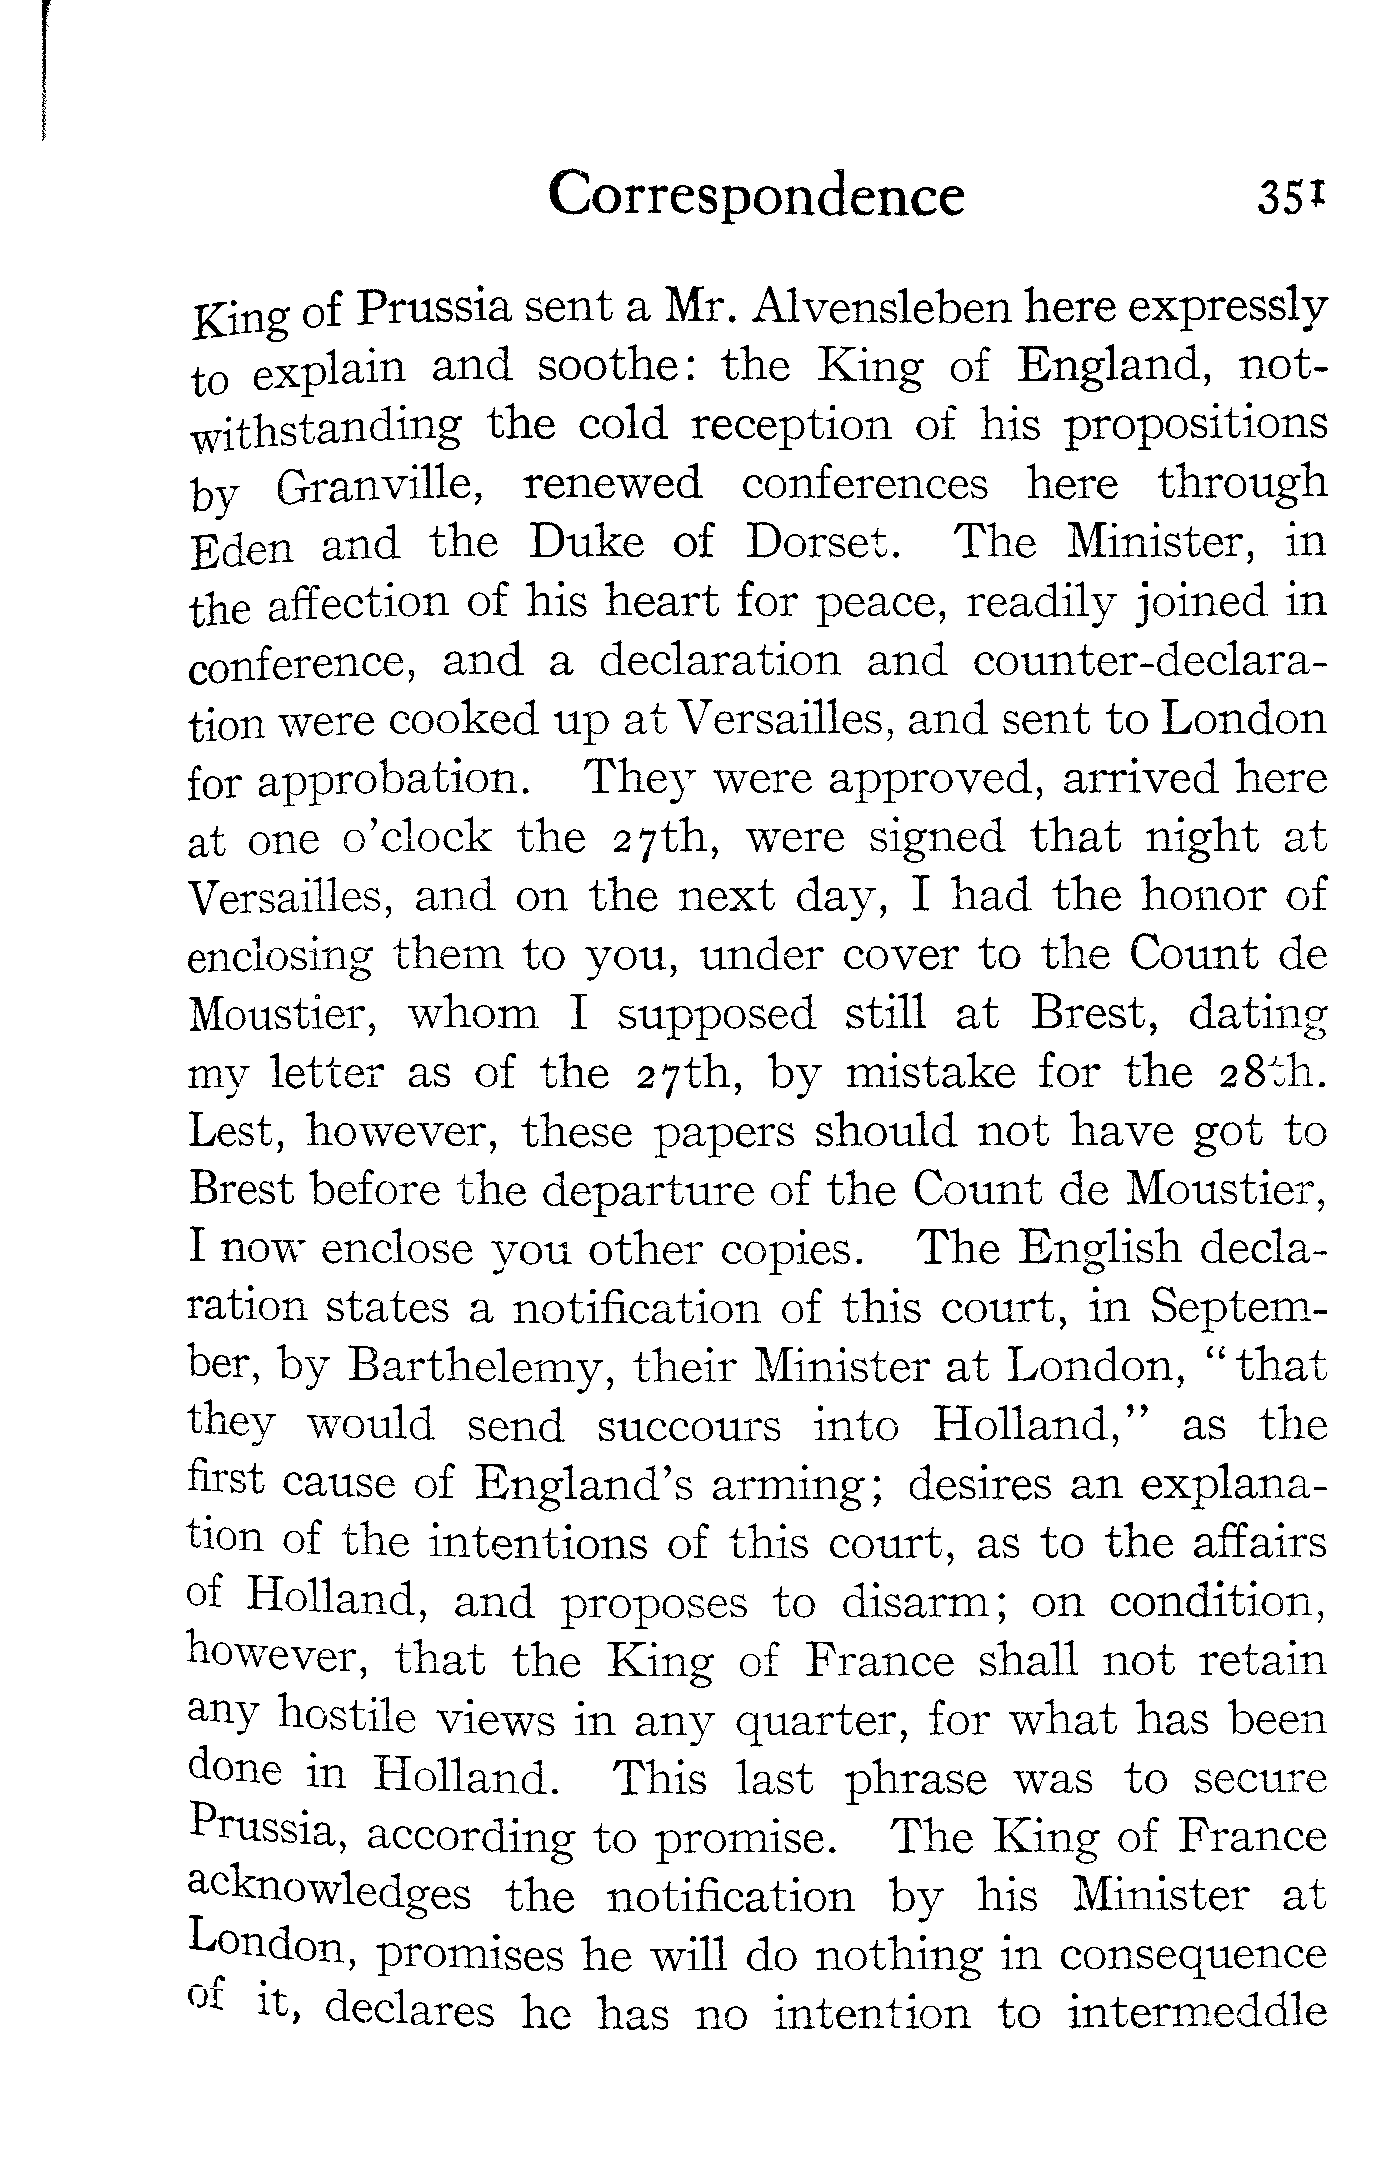 Correspondence 351
King of Prussia sent a Mr. Alvensleben here expressly
to explain and soothe: the King of England, not-
withstanding the cold reception of his propositions
by Granville, renewed conferences here through
Eden and the Duke of Dorset. The Minister, in
the affection of his heart for peace, readily joined in
conference, and a declaration and counter-declara-
tion were cooked up at Versailles, and sent to London
for approbation. They were approved, arrived here
at one o'clock the 27th, were signed that night at
Versailles, and on the next day, I had the honor of
enclosing them to you, under cover to the Count de
Moustier, whom I supposed still at Brest, dating
my letter as of the 27th, by mistake for the 28th.
Lest, however, these papers should not have got to
Brest before the departure of the Count de Moustier,
I now enclose you other copies. The English decla-
ration states a notification of this court, in Septem-
ber, by Barthelemy, their Minister at London, "that
they would send succours into Holland," as the
first cause of England's arming; desires an explana-
tion of the intentions of this court, as to the affairs
of Holland, and proposes to disarm; on condition,
however, that the King of France shall not retain
any hostile views in any quarter, for what has been
done in Holland. This last phrase was to secure
Prussia, according to promise. The King of France
acknowledges the notification by his Minister at
London, promises he will do nothing in consequence
of it, declares he has no intention to intermeddle